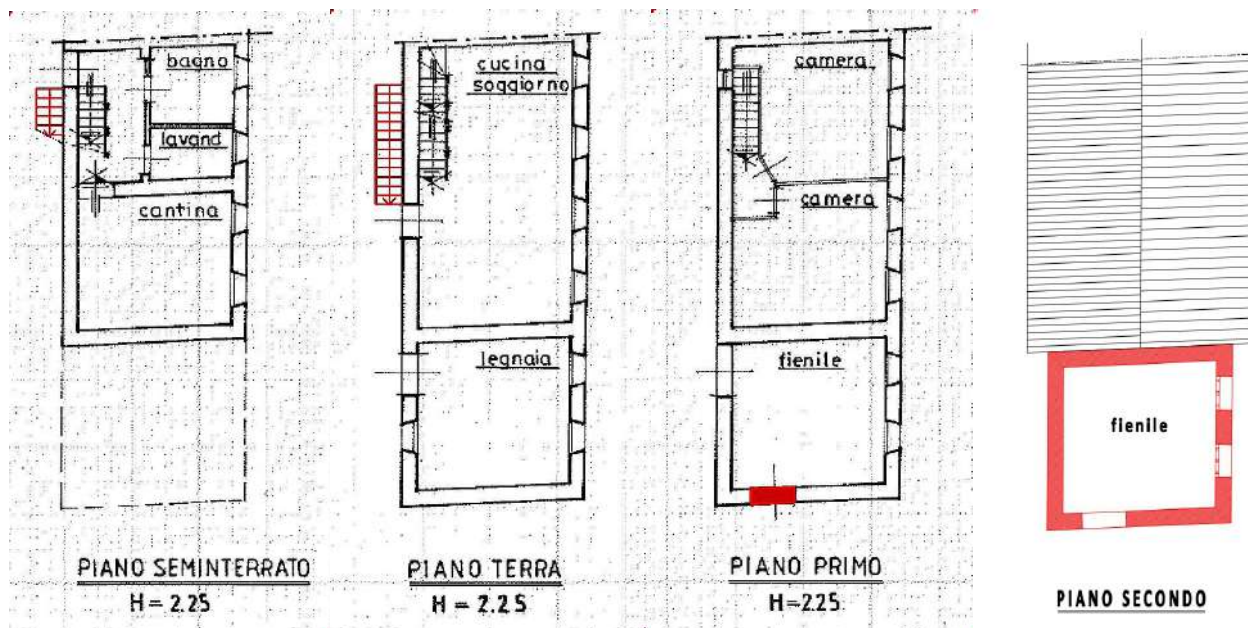 bagno
lavand
cantina
PIANO SEMINTERRATO
H = 2.25
cucina
soggiorno
legnaia
PIANO TERRA
H = 2.25
camera
camera
fienile
PIANO PRIMO
H=2.25
fienile
PIANO SECONDO